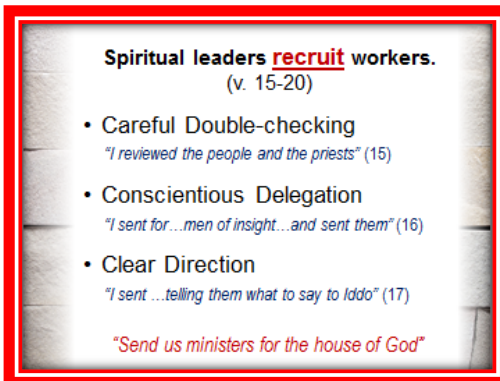 Spiritual leaders recruit workers.
(v. 15-20)
• Careful Double-checking
“I reviewed the people and the priests” (15)
• Conscientious Delegation
“I sent for…men of insight…and sent them” (16)
• Clear Direction
“I sent …telling them what to say to Iddo” (17)
“Send us ministers for the house of God”